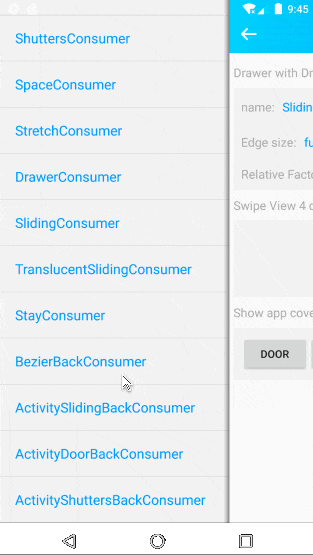 9:45
ShuttersConsumer
SpaceConsumer
StretchConsumer
DrawerConsumer
SlidingConsumer
TranslucentSlidingConsumer
StayConsumer
BezierBackConsumer
ActivitySlidingBackConsumer
ActivityDoorBackConsumer
ActivityShuttersBackConsumer
Drawer with Dr
name: Slidin
Edge size: fu
Relative Facto
Swipe View 4 d
Show app cove
DOOR